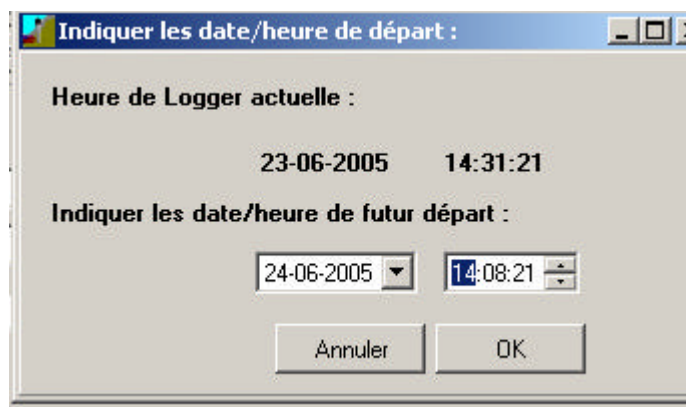 Indiquer les date/heure de départ :
Heure de Logger actuelle :
23-06-2005 14:31:21
Indiquer les date/heure de futur départ :
24-06-2005 14:08:21
Annuler OK